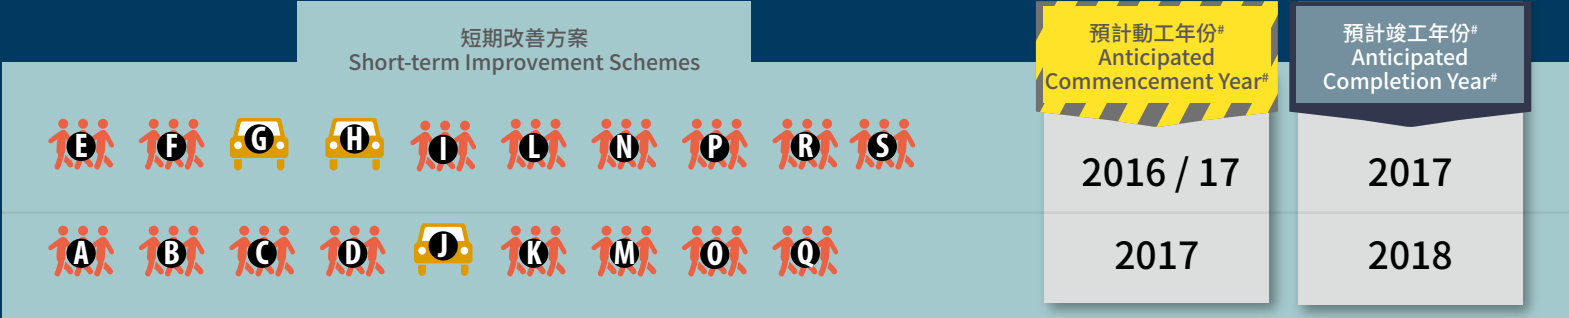 短期改善方案
Short-term Improvement Schemes
預計動工年份#
Anticipated
Commencement Year#
預計竣工年份#
Anticipated
Completion Year#
E F G H I L N P R S
2016 / 17
2017
A B C D J K M O Q
2017
2018